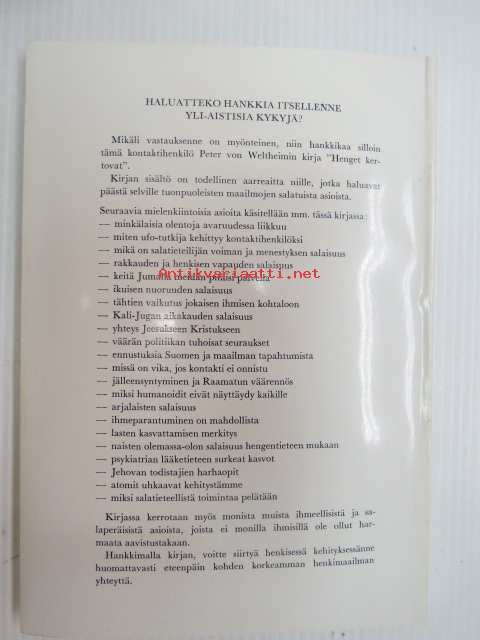 HALUATTEKO HANKKIA ITSELLENNE
YLI-AISTISIA KYKYJÄ?
Mikäli vastauksenne on myönteinen, niin hankkikaa silloin
tämä kontaktihenkilö Peter von Weltheimin kirja "Henget ker-
tovat".
Kirjan sisältö on todellinen aarreaitta niille, jotka haluavat
päästä selville tuonpuoleisten maailmojen salatuista asioista.
Seuraavia mielenkiintoisia asioita käsitellään mm. tässä kirjassa:
— minkälaisia olentoja avaruudessa liikkuu
— miten ufo-tutkija kehittyy kontaktihenkilöksi
— mikä on salatieteilijän voiman ja menestyksen salaisuus
— rakkauden ja henkisen vapauden salaisuus
— keitä Jumalia meidän pitäisi palvella
Antikvariaatti.net
— ikuisen nuoruuden salaisuus
— tähtien vaikutus jokaisen ihmisen kohtaloon
— Kali-Jugan aikakauden salaisuus
— yhteys Jeesukseen Kristukseen
— väärän politiikan tuhoisat seuraukset
— ennustuksia Suomen ja maailman tapahtumista
— missä on vika, jos kontakti ei onnistu
— jälleensyntyminen ja Raamatun väärennös
— miksi humanoidit eivät näyttäydy kaikille
— arjalaisten salaisuus
— ihmeparantuminen on mahdollista
— lasten kasvattamisen merkitys
— naisten olemassa-olon salaisuus hengentieteen mukaan
— psykiatrian lääketieteen surkeat kasvot
— Jehovan todistajien harhaopit
— atomit uhkaavat kehitystämme
— miksi salatieteellistä toimintaa pelätään
Kirjassa kerrotaan myös monista muista ihmeellisistä ja sa-
laperäisistä asioista, joista ei monilla ihmisillä ole ollut har-
maata aavistustakaan.
Hankkimalla kirjan, voitte siirtyä henkisessä kehityksessänne
huomattavasti eteenpäin kohden korkeamman henkimaailman
yhteyttä.